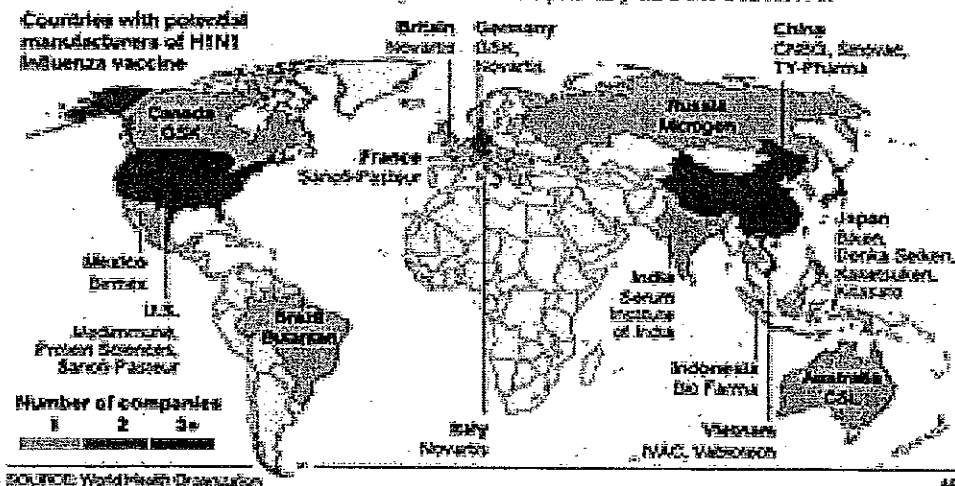 Countries with potential
manufacturers of H1N1
influenza vaccine
Britain
Novartis
Germany
GSK,
Novartis
China
CNBG, Sinovac,
TY-Pharma
Canada
GSK
Russia
Microgen
France
Sanofi-Pasteur
Mexico
Birmex
U.S.
MedImmune,
Protein Sciences,
Sanofi-Pasteur
Brazil
Butantan
India
Serum
Institute
of India
Japan
Biken,
Denka Seiken,
Kaketsuken,
Kitasato
Indonesia
Bio Farma
Australia
CSL
Number of companies
1 2 3+
Italy
Novartis
Vietnam
IVAC, Vabiotech
SOURCE: World Health Organization